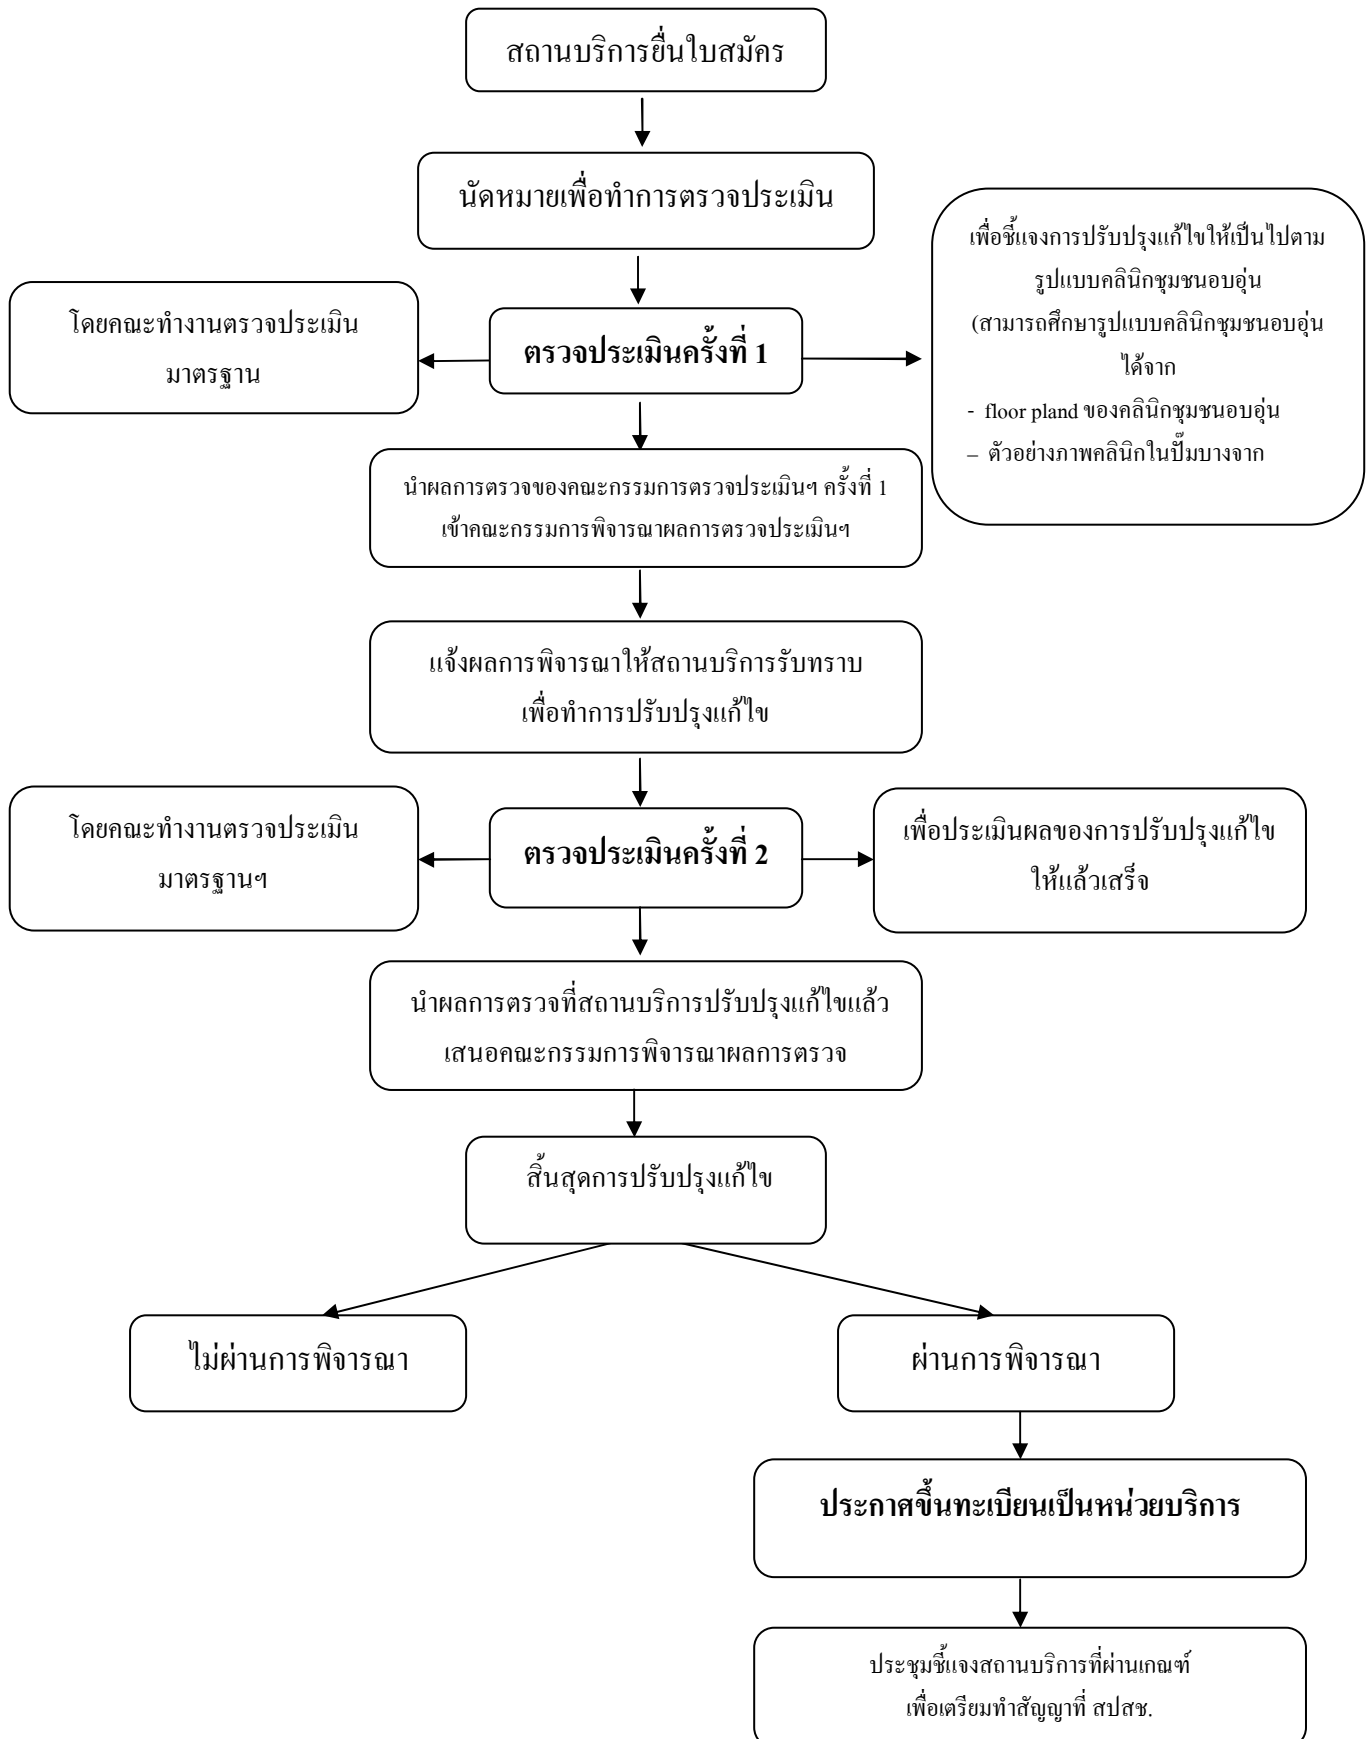 สถานบริการยื่นใบสมัคร
นัดหมายเพื่อทำการตรวจประเมิน
โดยคณะทำงานตรวจประเมิน
มาตรฐาน
ตรวจประเมินครั้งที่ 1
เพื่อชี้แจงการปรับปรุงแก้ไขให้เป็นไปตาม
รูปแบบคลินิกชุมชนอบอุ่น
(สามารถศึกษารูปแบบคลินิกชุมชนอบอุ่น
ได้จาก
- floor pland ของคลินิกชุมชนอบอุ่น
– ตัวอย่างภาพคลินิกในปั๊มบางจาก
นำผลการตรวจของคณะกรรมการตรวจประเมินฯ ครั้งที่ 1
เข้าคณะกรรมการพิจารณาผลการตรวจประเมินฯ
แจ้งผลการพิจารณาให้สถานบริการรับทราบ
เพื่อทำการปรับปรุงแก้ไข
โดยคณะทำงานตรวจประเมิน
มาตรฐานฯ
ตรวจประเมินครั้งที่ 2
เพื่อประเมินผลของการปรับปรุงแก้ไข
ให้แล้วเสร็จ
นำผลการตรวจที่สถานบริการปรับปรุงแก้ไขแล้ว
เสนอคณะกรรมการพิจารณาผลการตรวจ
สิ้นสุดการปรับปรุงแก้ไข
ไม่ผ่านการพิจารณา
ผ่านการพิจารณา
ประกาศขึ้นทะเบียนเป็นหน่วยบริการ
ประชุมชี้แจงสถานบริการที่ผ่านเกณฑ์
เพื่อเตรียมทำสัญญาที่ สปสช.